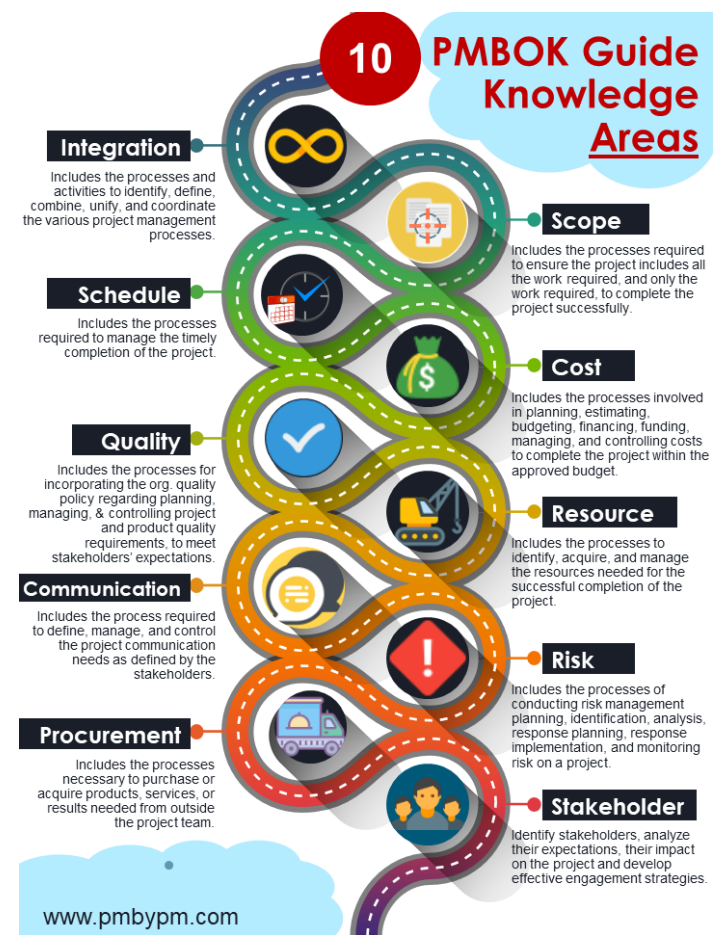 10
PMBOK Guide
Knowledge
Areas
Integration
Includes the processes and
activities to identify, define,
combine, unify, and coordinate
the various project management
processes.
Scope
Includes the processes required
to ensure the project includes all
the work required, and only the
work required, to complete the
project successfully.
Schedule
Includes the processes
required to manage the timely
completion of the project.
$
Cost
Includes the processes involved
in planning, estimating,
budgeting, financing, funding,
managing, and controlling costs
to complete the project within the
approved budget.
Quality
Includes the processes for
incorporating the org. quality
policy regarding planning,
managing, & controlling project
and product quality
requirements, to meet
stakeholders' expectations.
Resource
Includes the processes to
identify, acquire, and manage
the resources needed for the
successful completion of the
project.
Communication
Includes the process required
to define, manage, and control
the project communication
needs as defined by the
stakeholders.
!
Risk
Includes the processes of
conducting risk management
planning, identification, analysis,
response planning, response
implementation, and monitoring
risk on a project.
Procurement
Includes the processes
necessary to purchase or
acquire products, services, or
results needed from outside
the project team.
Stakeholder
Identify stakeholders, analyze
their expectations, their impact
on the project and develop
effective engagement strategies.
www.pmbypm.com